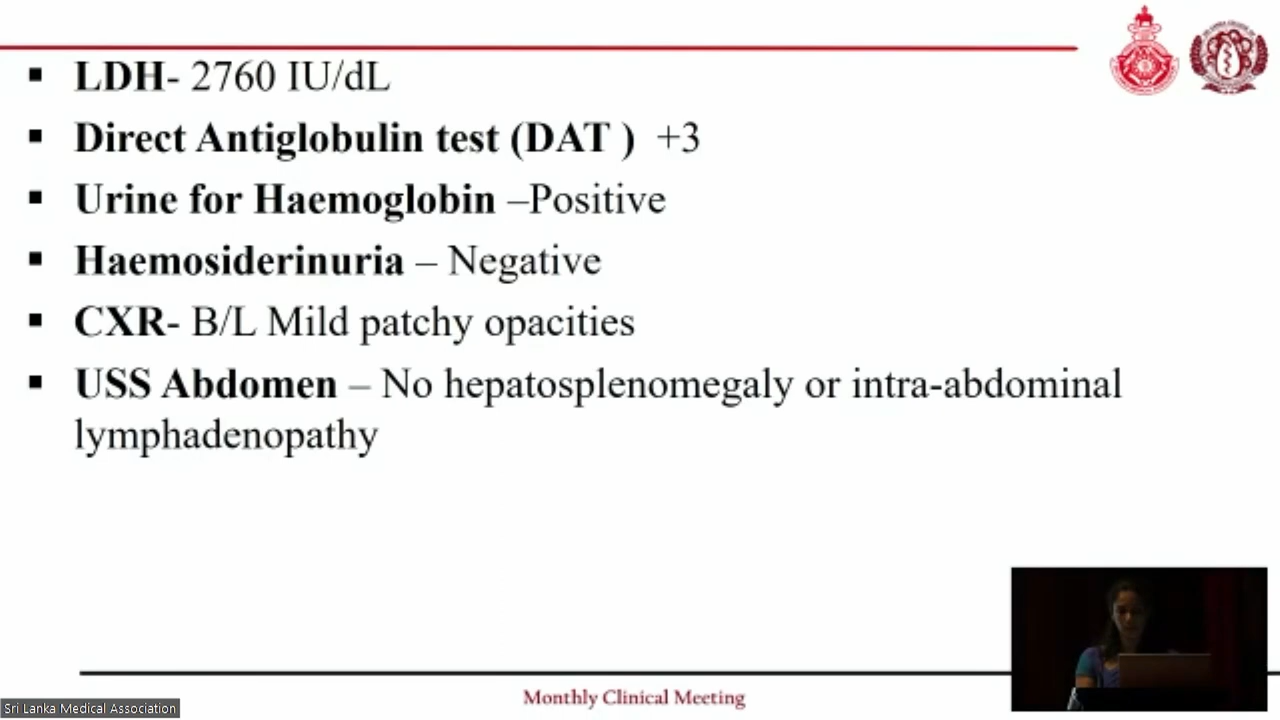 ▪ LDH- 2760 IU/dL
▪ Direct Antiglobulin test (DAT )  +3
▪ Urine for Haemoglobin –Positive
▪ Haemosiderinuria – Negative
▪ CXR- B/L Mild patchy opacities
▪ USS Abdomen – No hepatosplenomegaly or intra-abdominal
lymphadenopathy
Monthly Clinical Meeting
Sri Lanka Medical Association